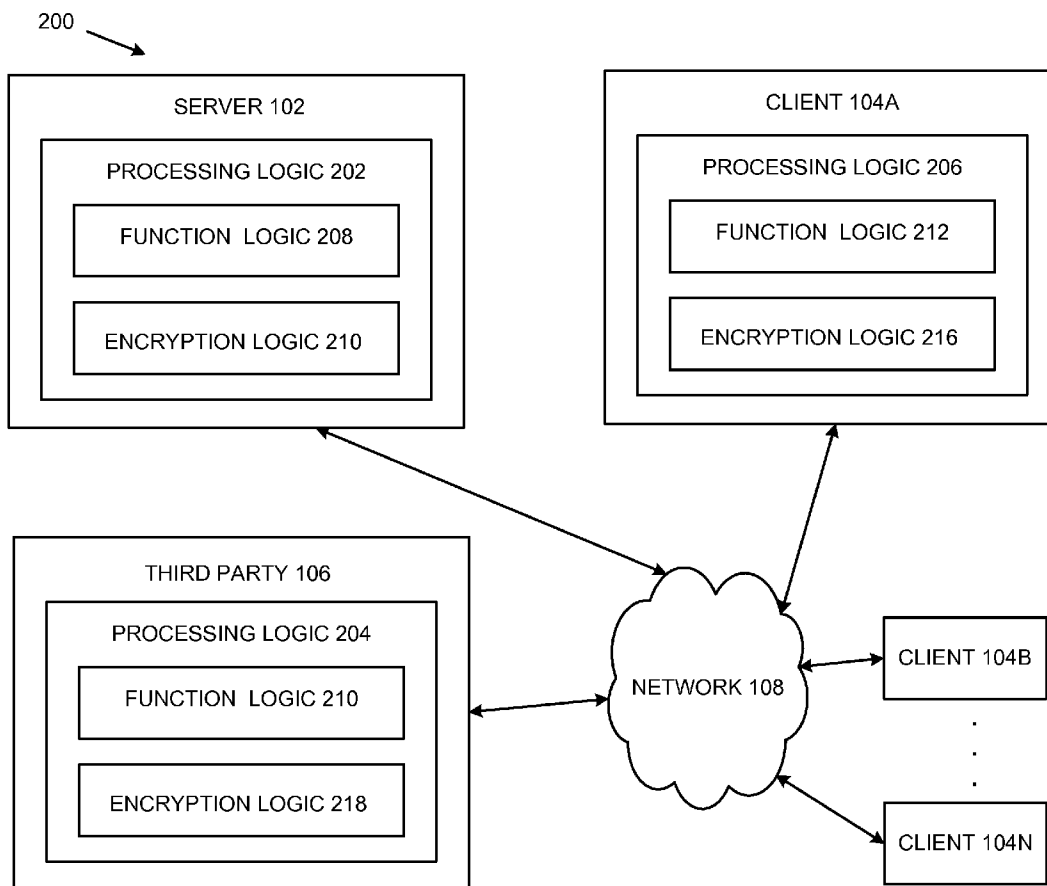 200
SERVER 102
PROCESSING LOGIC 202
FUNCTION LOGIC 208
ENCRYPTION LOGIC 210
CLIENT 104A
PROCESSING LOGIC 206
FUNCTION LOGIC 212
ENCRYPTION LOGIC 216
THIRD PARTY 106
PROCESSING LOGIC 204
FUNCTION LOGIC 210
ENCRYPTION LOGIC 218
NETWORK 108
CLIENT 104B
.
.
.
CLIENT 104N